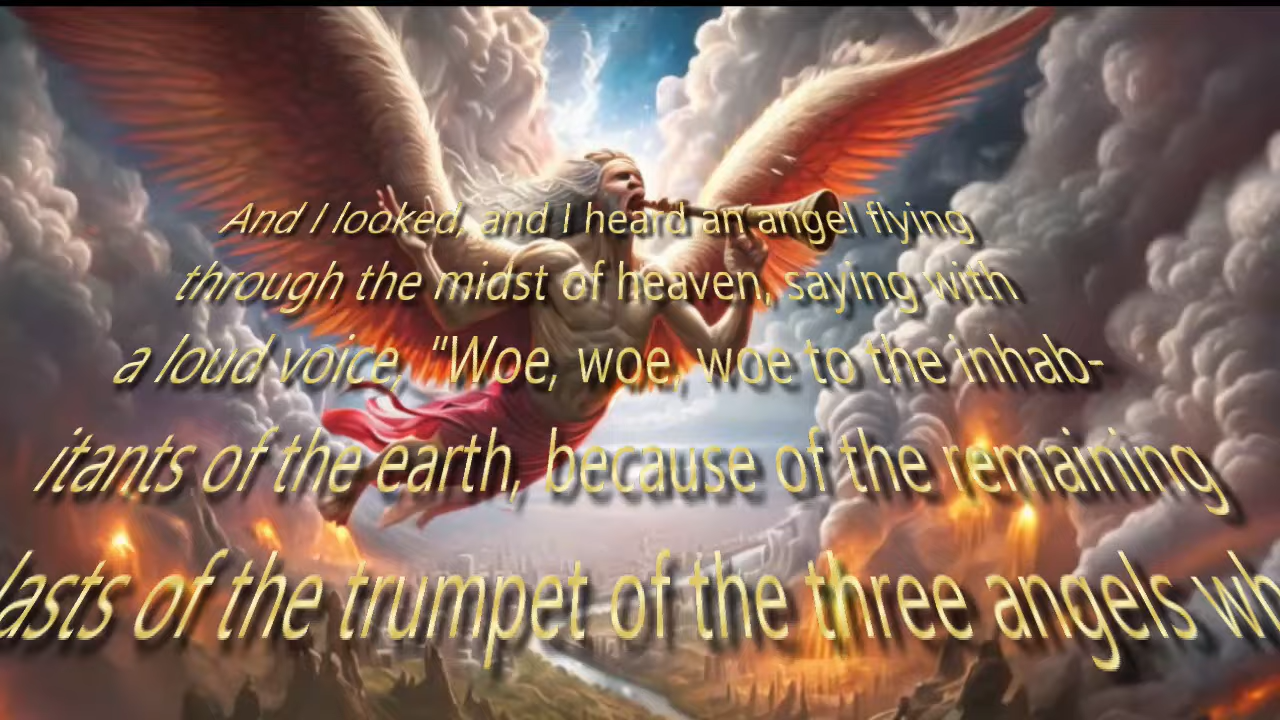 And I looked, and I heard an angel flying
through the midst of heaven, saying with
a loud voice, "Woe, woe, woe to the inhab-
itants of the earth, because of the remaining
of the trumpet of the three angels